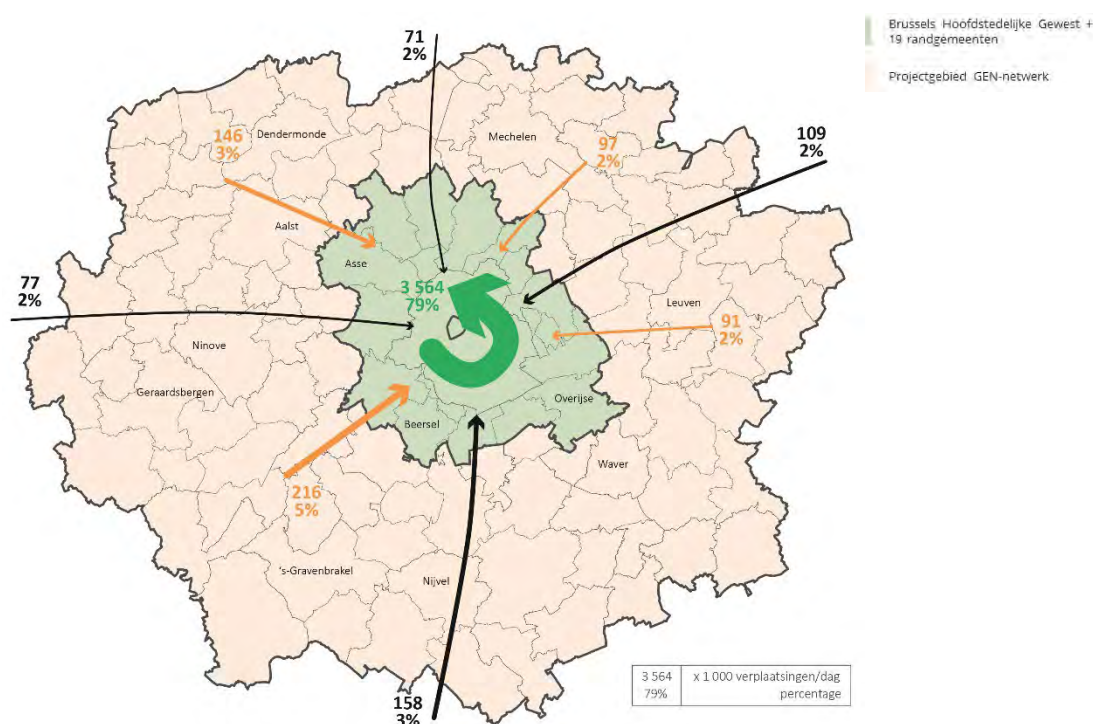 Brussels Hoofdstedelijke Gewest +
19 randgemeenten
Projectgebied GEN-netwerk
71
2%
146
3%
Dendermonde
Mechelen
97
2%
109
2%
Aalst
Asse
77
2%
3 564
79%
Leuven
91
2%
Ninove
Geraardsbergen
Overijse
Beersel
Waver
216
5%
's-Gravenbrakel
Nijvel
158
3%
3 564 x 1 000 verplaatsingen/dag
79% percentage